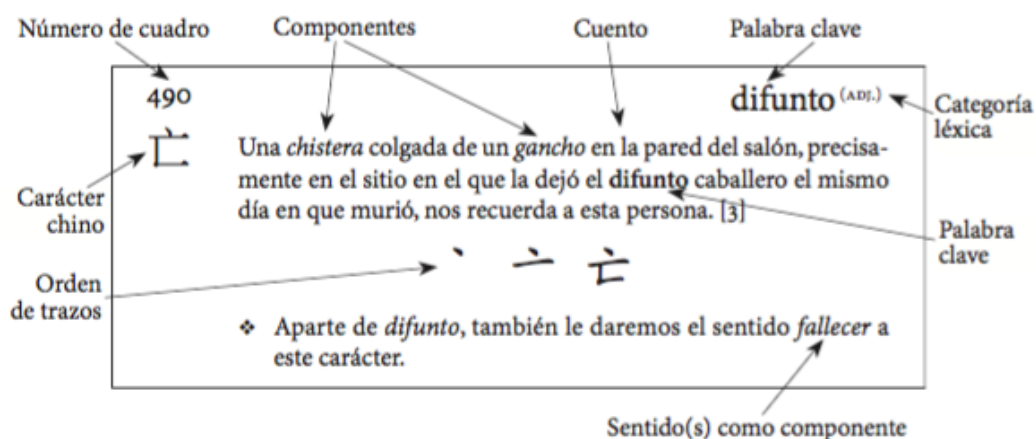 Número de cuadro
Componentes
Cuento
Palabra clave
490
difunto (ADJ.)
Categoría
léxica
亡
Una chistera colgada de un gancho en la pared del salón, precisa-
mente en el sitio en el que la dejó el difunto caballero el mismo
día en que murió, nos recuerda a esta persona. [3]
Carácter
chino
Palabra
clave
Orden
de trazos
丶 亠 亡
❖ Aparte de difunto, también le daremos el sentido fallecer a
este carácter.
Sentido(s) como componente